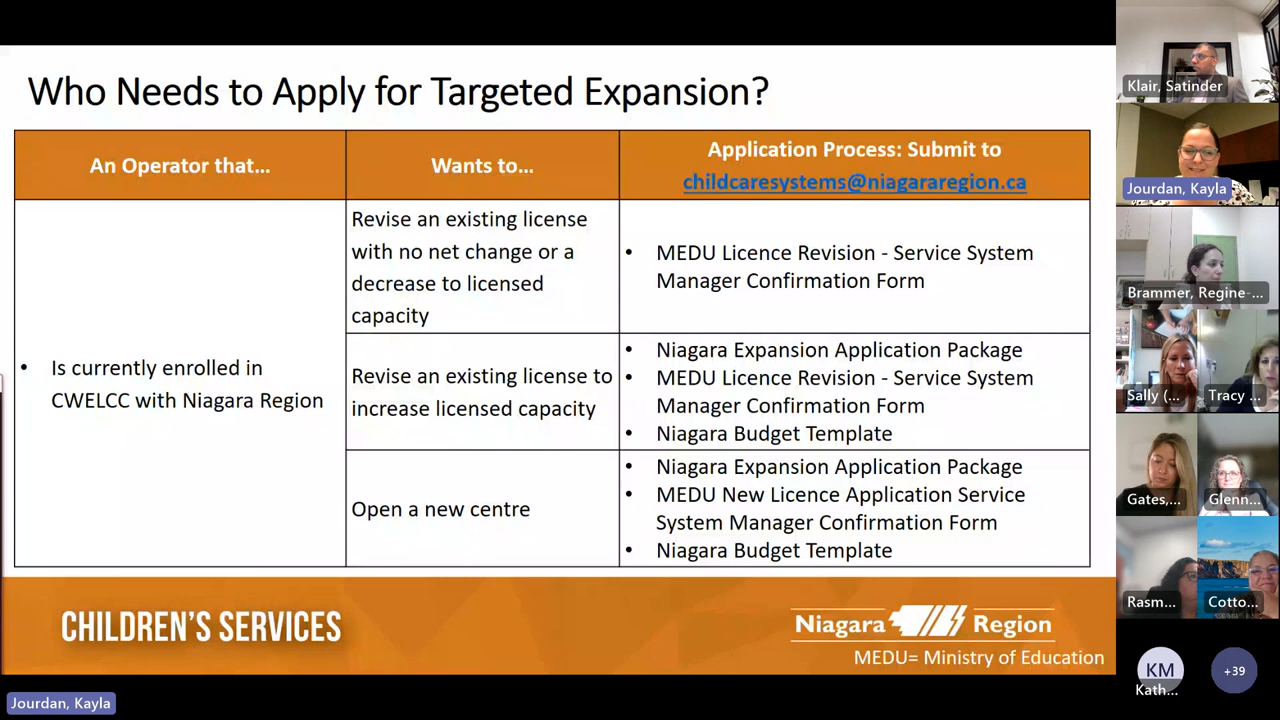 Who Needs to Apply for Targeted Expansion?
An Operator that...
Wants to...
Application Process: Submit to
childcaresystems@niagararegion.ca
• Is currently enrolled in
CWELCC with Niagara Region
Revise an existing license
with no net change or a
decrease to licensed
capacity
• MEDU Licence Revision - Service System
Manager Confirmation Form
Revise an existing license to
increase licensed capacity
• Niagara Expansion Application Package
• MEDU Licence Revision - Service System
Manager Confirmation Form
• Niagara Budget Template
Open a new centre
• Niagara Expansion Application Package
• MEDU New Licence Application Service
System Manager Confirmation Form
• Niagara Budget Template
CHILDREN'S SERVICES
Niagara Region
MEDU= Ministry of Education
Jourdan, Kayla
Klair, Satinder
Jourdan, Kayla
Brammer, Regine-...
Sally (...
Tracy ...
Gates,...
Glenn...
Rasm...
Cotto...
KM
Kath...
+39